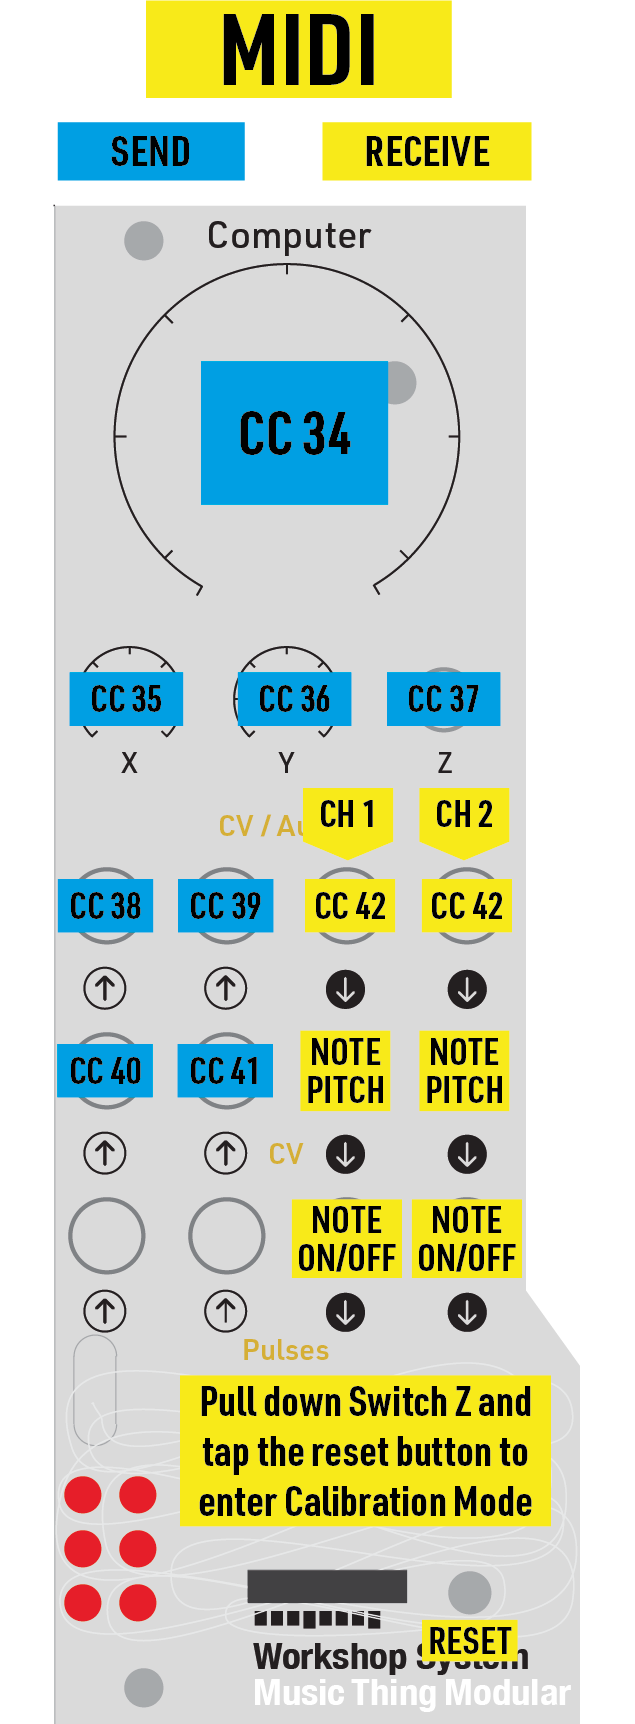 MIDI
SEND RECEIVE
Computer
CC 34
CC 35 CC 36 CC 37
X Y Z
CV / Au CH 1 CH 2
CC 38 CC 39 CC 42 CC 42
CC 40 CC 41 NOTE PITCH NOTE PITCH
CV
NOTE ON/OFF NOTE ON/OFF
Pulses
Pull down Switch Z and
tap the reset button to
enter Calibration Mode
RESET
Workshop System
Music Thing Modular